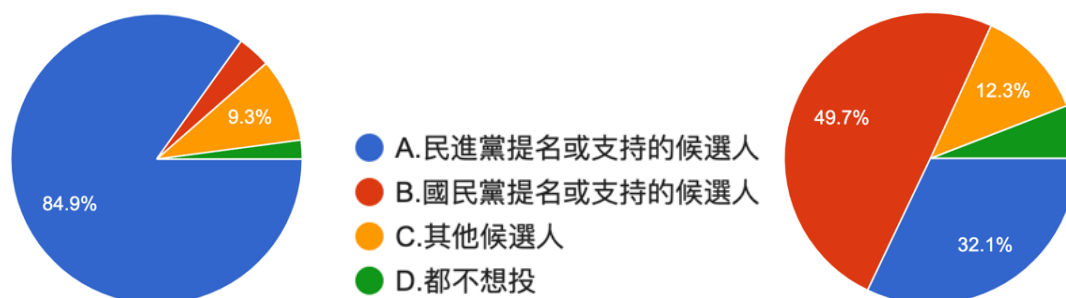 84.9%
9.3%
A.民進黨提名或支持的候選人
B.國民黨提名或支持的候選人
C.其他候選人
D.都不想投
49.7%
12.3%
32.1%